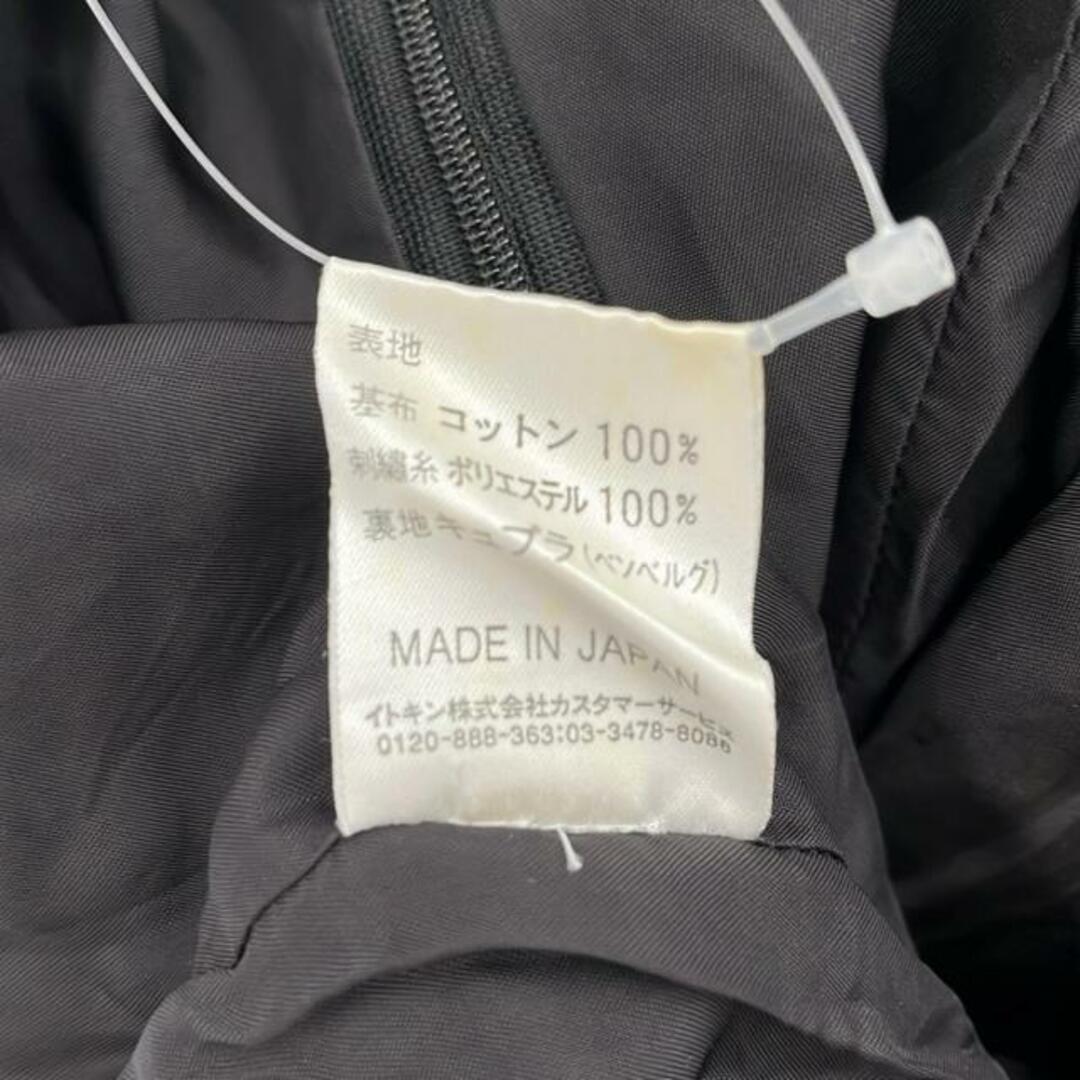 表地
基布 コットン 100%
刺繍糸 ポリエステル 100%
裏地 キュプラ(ベンベルグ)
MADE IN JAPAN
イトキン株式会社カスタマーサービス
0120-888-363:03-3478-8088